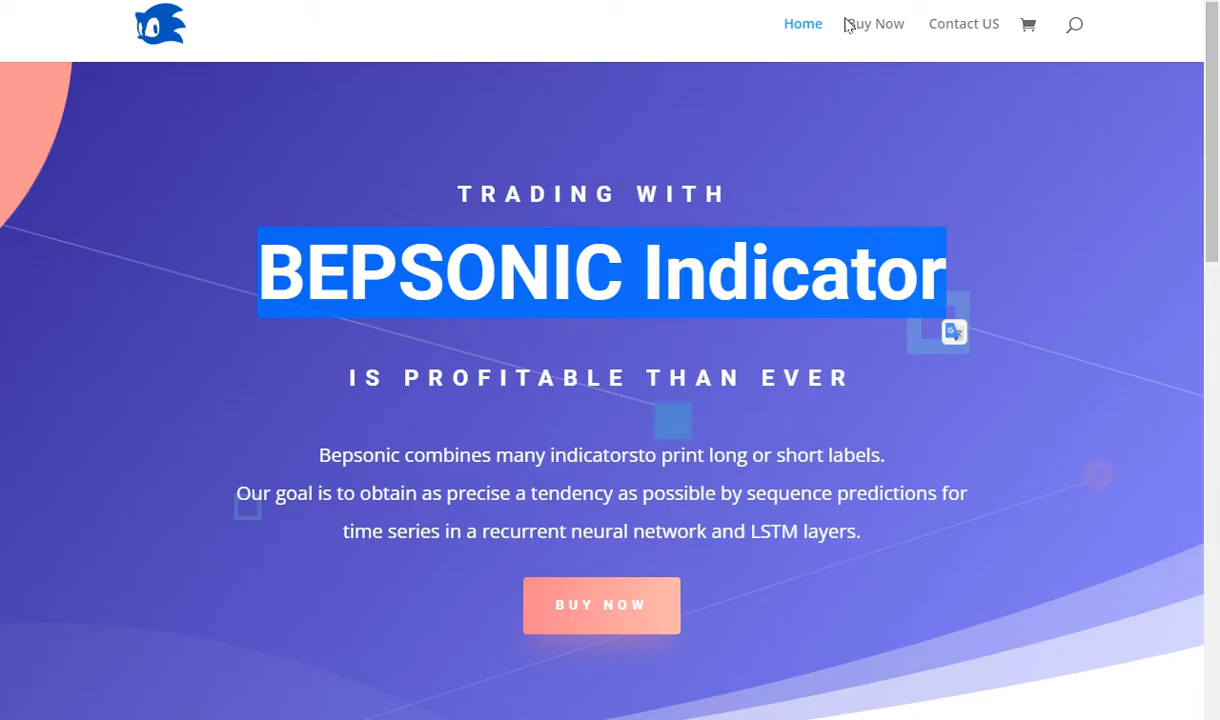 Home Buy Now Contact US
TRADING WITH
BEPSONIC Indicator
IS PROFITABLE THAN EVER
Bepsonic combines many indicatorsto print long or short labels.
Our goal is to obtain as precise a tendency as possible by sequence predictions for
time series in a recurrent neural network and LSTM layers.
BUY NOW